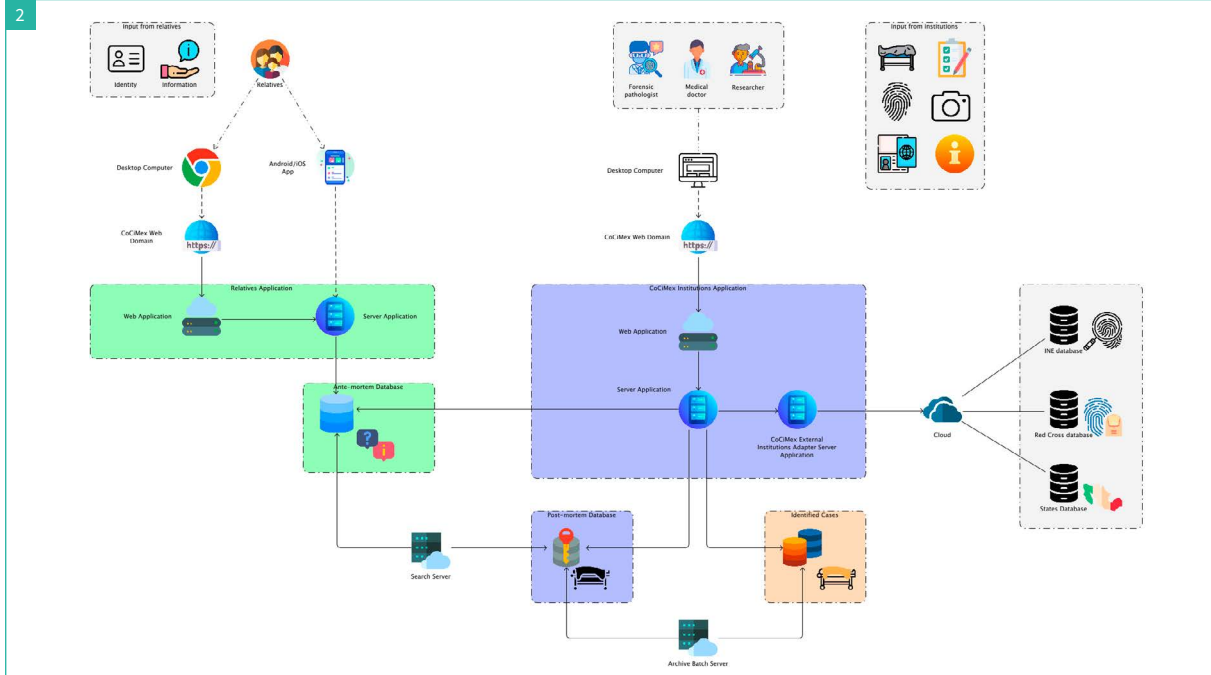 2
Input from relatives
Identity
Information
Relatives
Forensic
pathologist
Medical
doctor
Researcher
Input from institutions
Desktop Computer
Android/iOS
App
Desktop Computer
CoCiMex Web
Domain
https://
CoCiMex Web Domain
https://
Relatives Application
Web Application
Server Application
CoCiMex Institutions Application
Web Application
Server Application
CoCiMex External
Institutions Adapter Server
Application
Cloud
INE database
Red Cross database
States Database
Ante-mortem Database
Search Server
Post-mortem Database
Identified Cases
Archive Batch Server